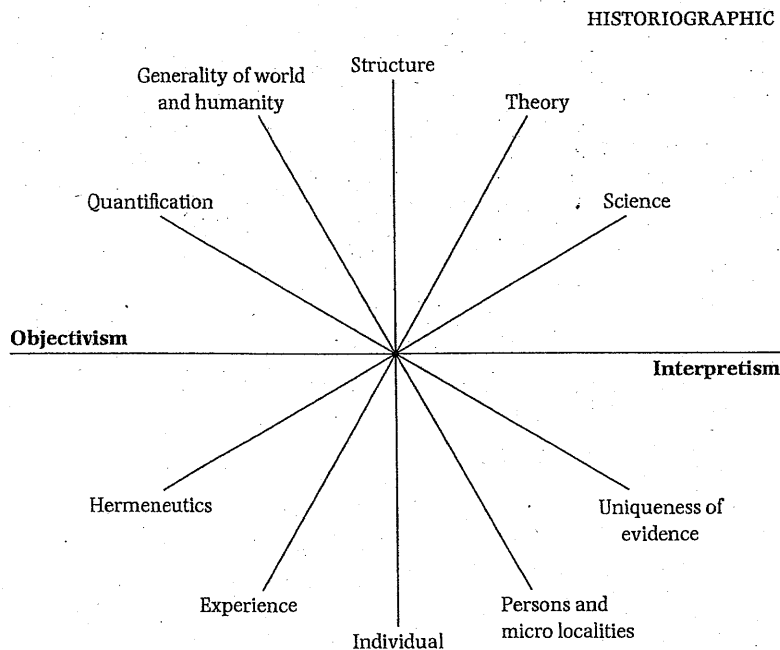 HISTORIOGRAPHIC
Structure
Generality of world
and humanity
Theory
Quantification
Science
Objectivism
Interpretism
Hermeneutics
Uniqueness of
evidence
Experience
Persons and
micro localities
Individual